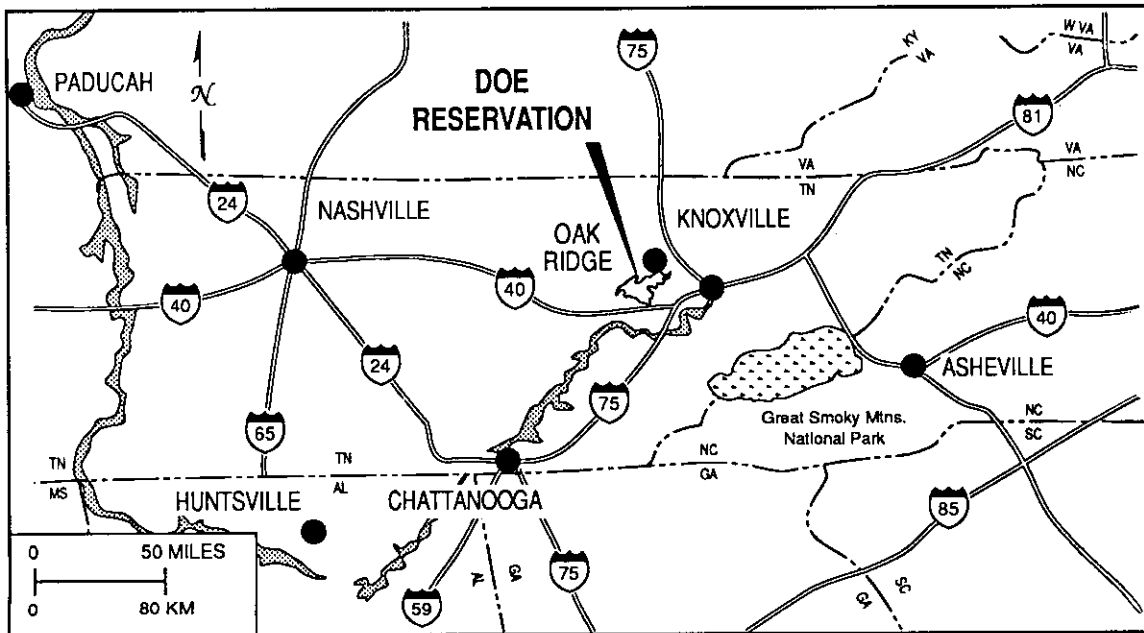 PADUCAH
N
DOE
RESERVATION
75
KY
VA
W VA
VA
81
VA
TN
VA
NC
24
NASHVILLE
OAK
RIDGE
KNOXVILLE
40
40
TN
NC
40
ASHEVILLE
24
65
75
Great Smoky Mtns.
National Park
NC
SC
TN
MS
TN
AL
NC
GA
HUNTSVILLE
CHATTANOOGA
85
0 50 MILES
0 80 KM
59
AL
GA
75
SC
GA